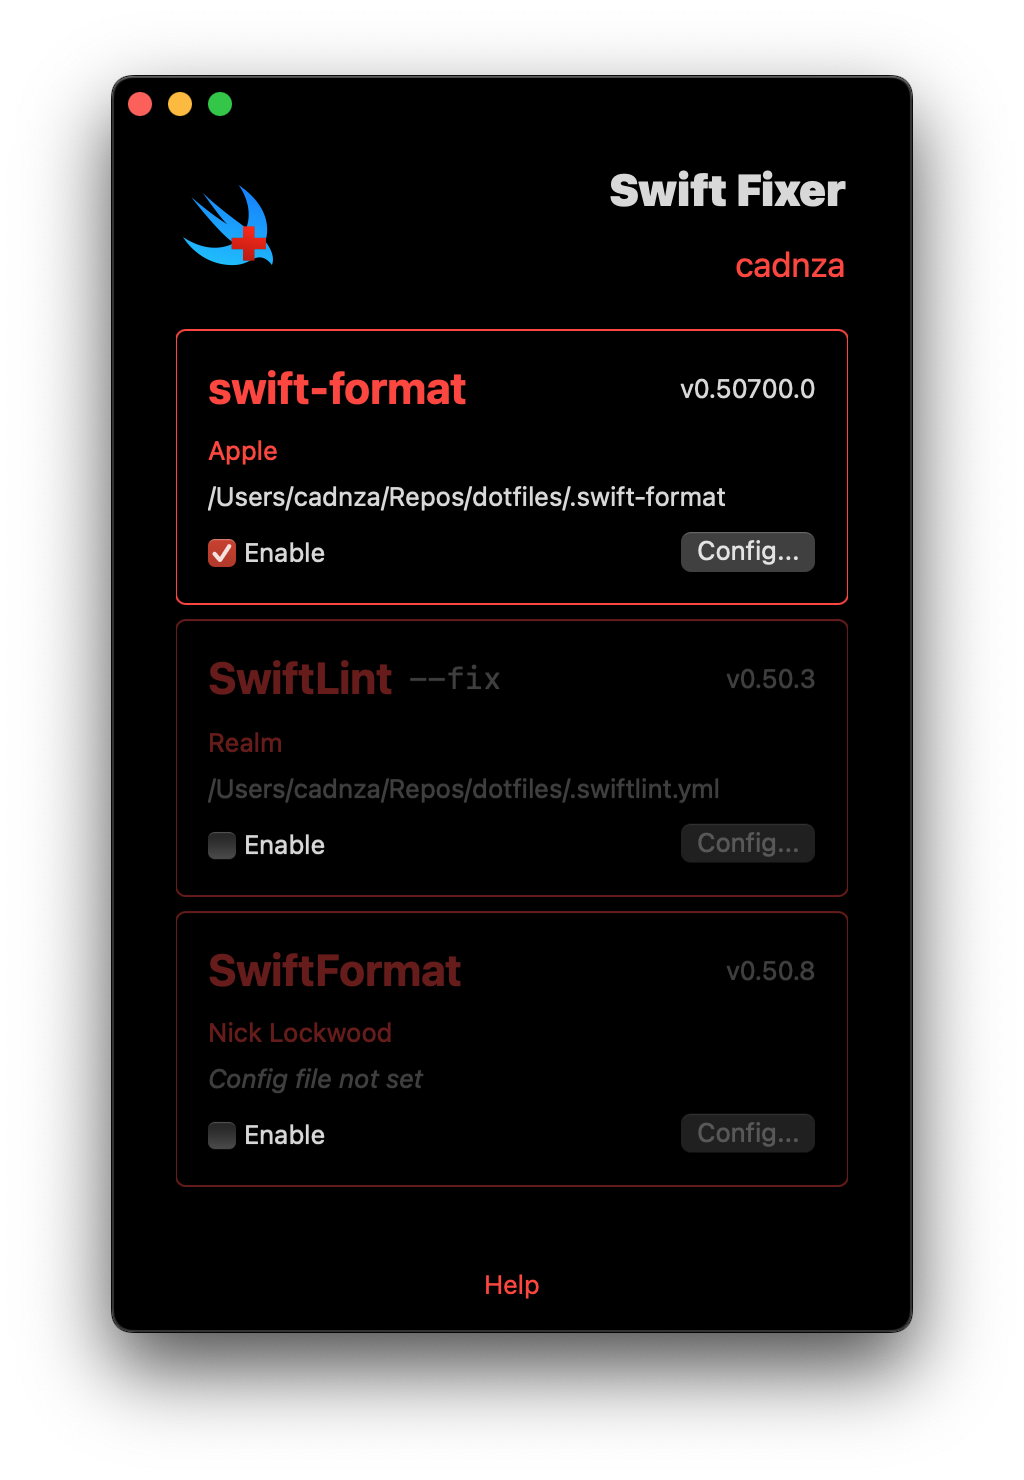 Swift Fixer
cadnza
swift-format v0.50700.0
Apple
/Users/cadnza/Repos/dotfiles/.swift-format
Enable Config...
SwiftLint --fix v0.50.3
Realm
/Users/cadnza/Repos/dotfiles/.swiftlint.yml
Enable Config...
SwiftFormat v0.50.8
Nick Lockwood
Config file not set
Enable Config...
Help